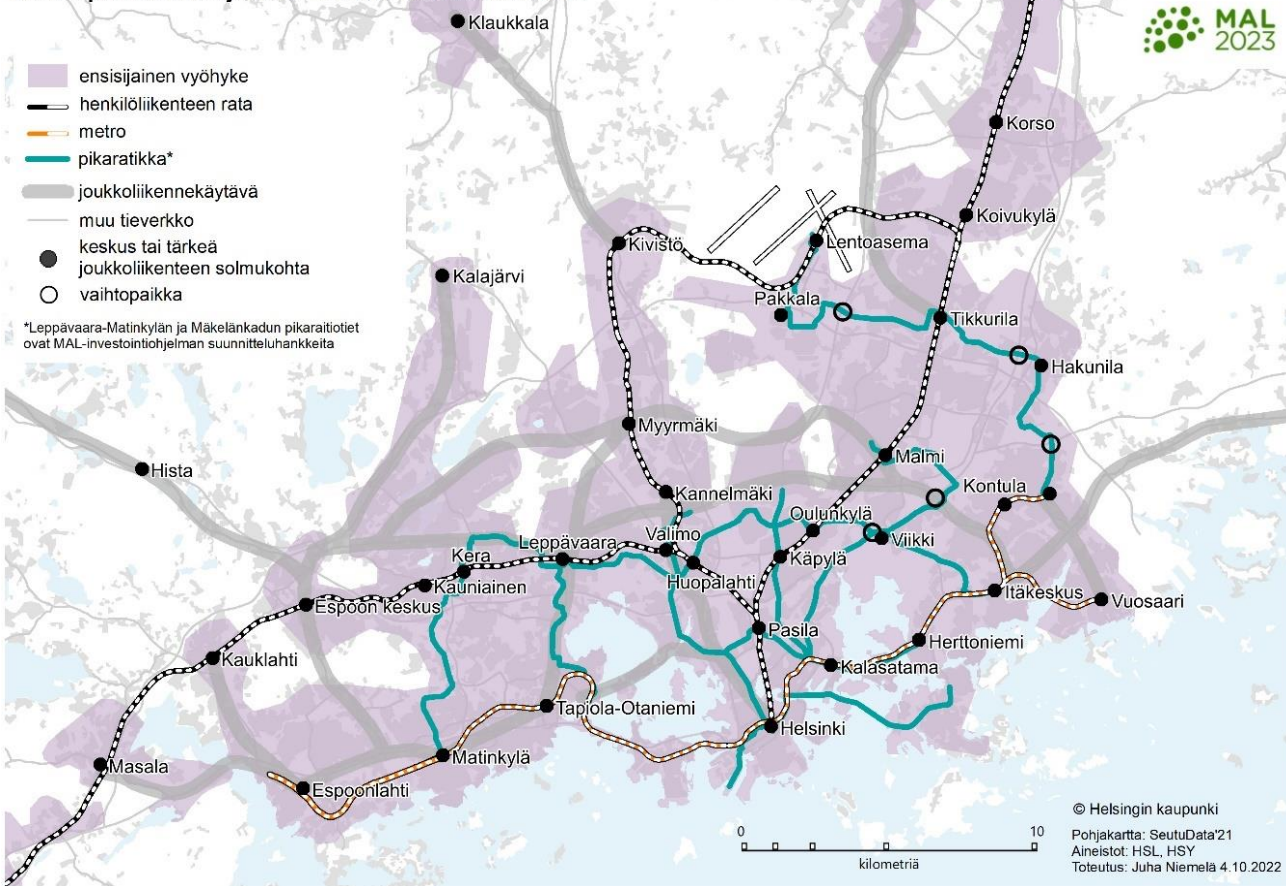 Klaukkala
MAL
2023
ensisijainen vyöhyke
henkilöliikenteen rata
metro
pikaratikka*
joukkoliikennekäytävä
muu tieverkko
keskus tai tärkeä
joukkoliikenteen solmukohta
vaihtopaikka
*Leppävaara-Matinkylän ja Mäkelänkadun pikaraitiotiet
ovat MAL-investointiohjelman suunnitteluhankkeita
Korso
Koivukylä
Kivistö
Lentoasema
Kalajärvi
Pakkala
Tikkurila
Hakunila
Myyrmäki
Malmi
Hista
Kannelmäki
Kontula
Oulunkylä
Valimo
Leppävaara
Viikki
Kera
Käpylä
Huopalahti
Kauniainen
Itäkeskus
Espoon keskus
Vuosaari
Pasila
Herttoniemi
Kauklahti
Kalasatama
Tapiola-Otaniemi
Helsinki
Matinkylä
Masala
Espoonlahti
© Helsingin kaupunki
0
10
kilometriä
Pohjakartta: SeutuData'21
Aineistot: HSL, HSY
Toteutus: Juha Niemelä 4.10.2022